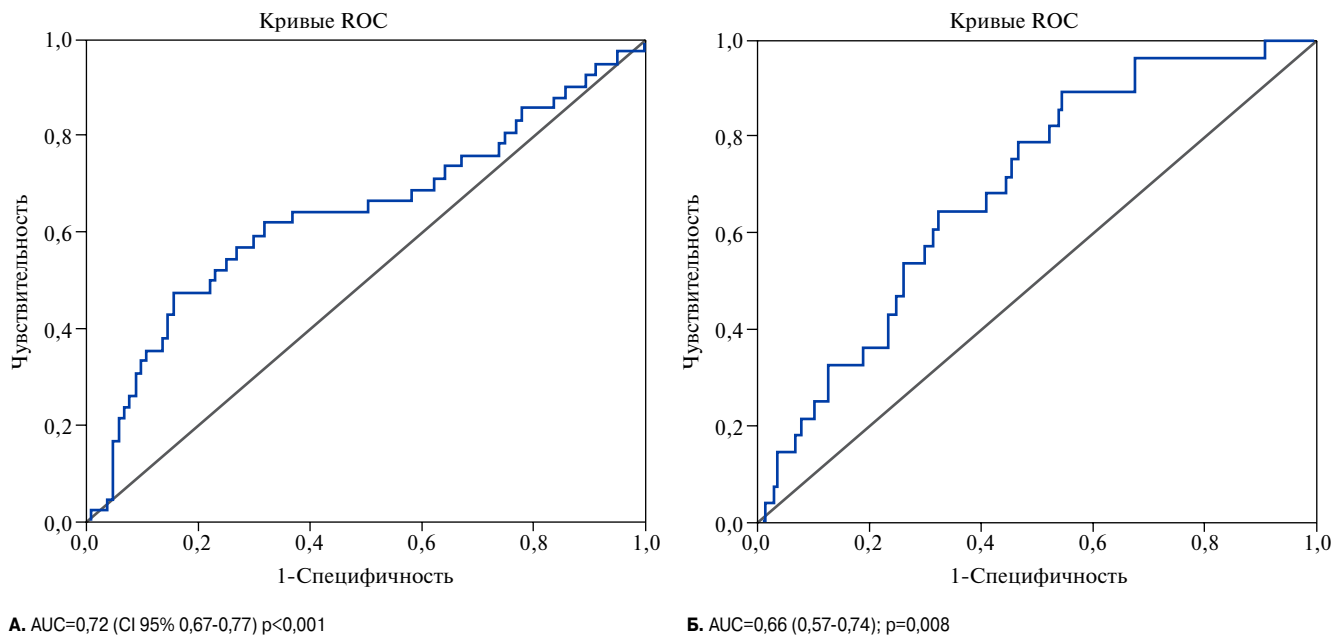 Кривые ROC
1,0
0,8
0,6
0,4
0,2
0,0
Чувствительность
0,0 0,2 0,4 0,6 0,8 1,0
1-Специфичность
А. AUC=0,72 (CI 95% 0,67-0,77) p<0,001
Кривые ROC
1,0
0,8
0,6
0,4
0,2
0,0
Чувствительность
0,0 0,2 0,4 0,6 0,8 1,0
1-Специфичность
Б. AUC=0,66 (0,57-0,74); p=0,008